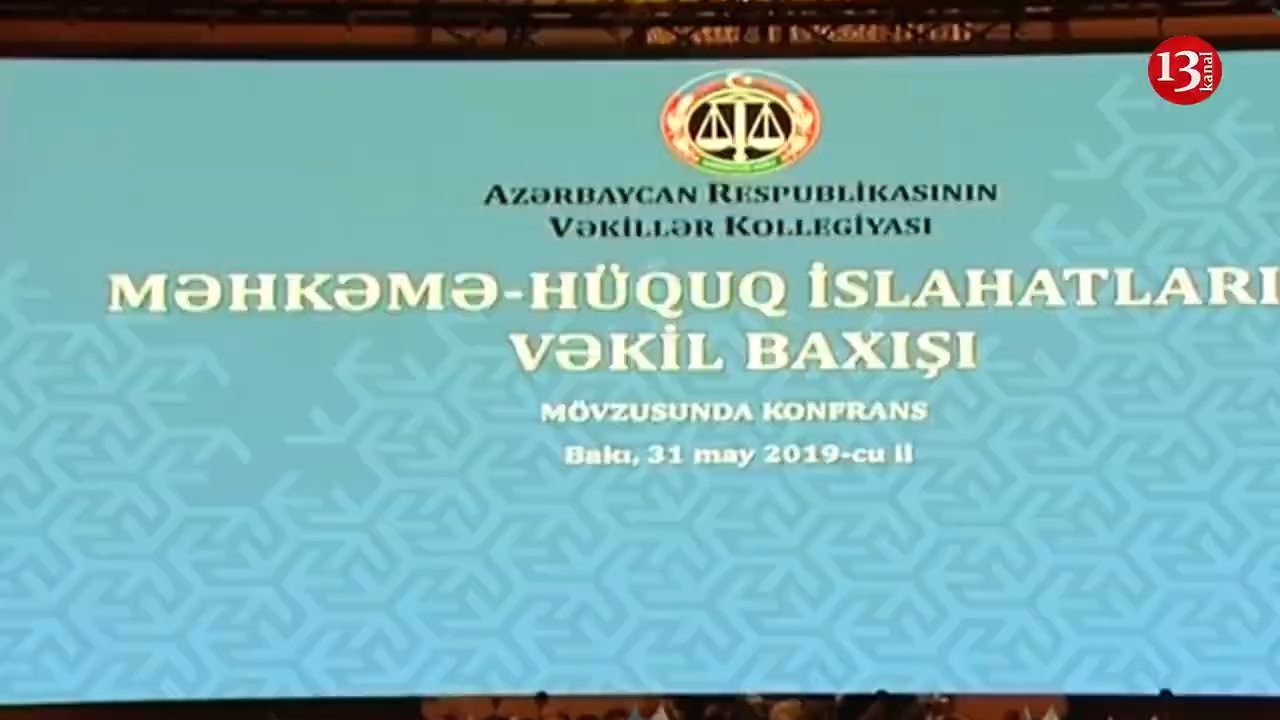 13 kanal
AZƏRBAYCAN RESPUBLİKASININ
VƏKİLLƏR KOLLEGİYASI
MƏHKƏMƏ-HÜQUQ İSLAHATLARI
VƏKİL BAXIŞI
MÖVZUSUNDA KONFRANS
Bakı, 31 may 2019-cu il